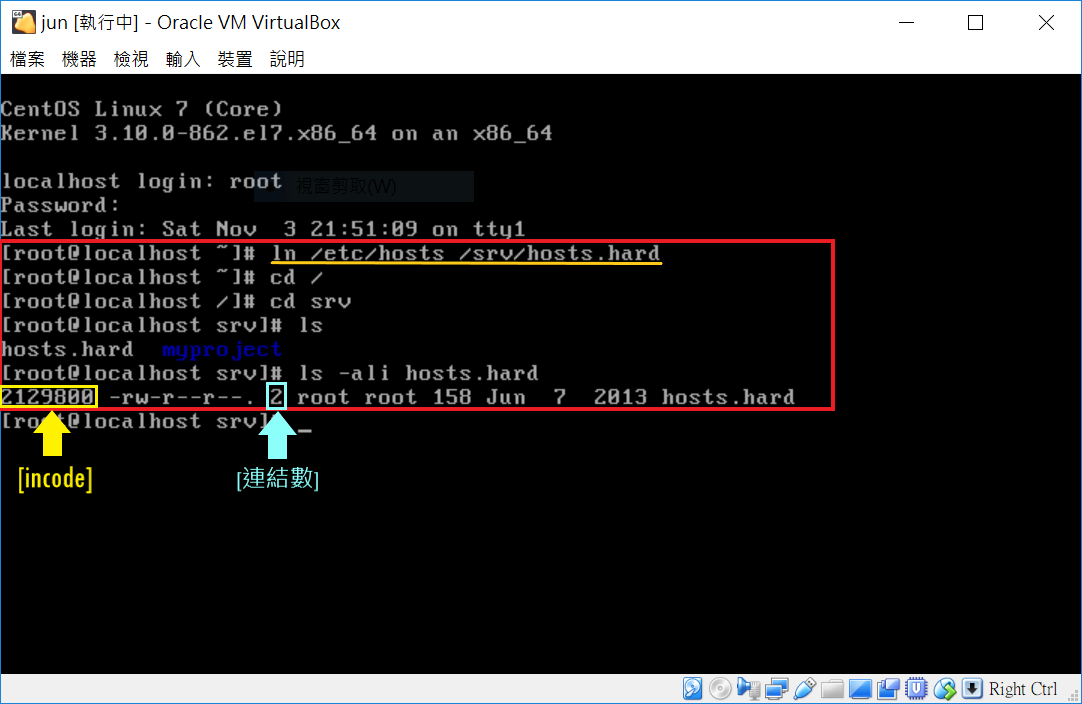 jun [執行中] - Oracle VM VirtualBox
檔案 機器 檢視 輸入 裝置 說明
CentOS Linux 7 (Core)
Kernel 3.10.0-862.el7.x86_64 on an x86_64
localhost login: root
視窗剪取(W)
Password:
Last login: Sat Nov  3 21:51:09 on tty1
[root@localhost ~]# ln /etc/hosts /srv/hosts.hard
[root@localhost ~]# cd /
[root@localhost /]# cd srv
[root@localhost srv]# ls
hosts.hard  myproject
[root@localhost srv]# ls -ali hosts.hard
2129800 -rw-r--r--. 2 root root 158 Jun  7  2013 hosts.hard
[root@localhost srv]# _
[incode]
[連結數]
Right Ctrl